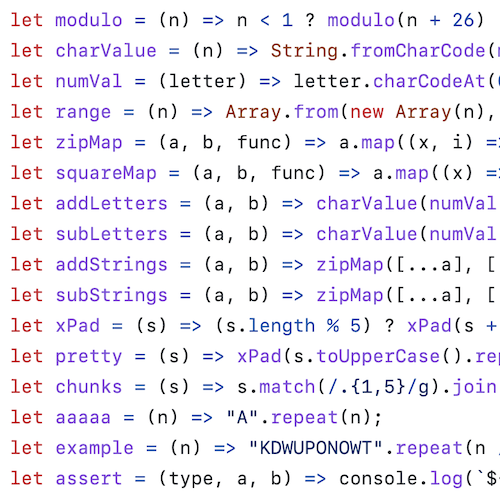 let modulo = (n) => n < 1 ? modulo(n + 26)
let charValue = (n) => String.fromCharCode(
let numVal = (letter) => letter.charCodeAt(
let range = (n) => Array.from(new Array(n),
let zipMap = (a, b, func) => a.map((x, i) =>
let squareMap = (a, b, func) => a.map((x) =>
let addLetters = (a, b) => charValue(numVal
let subLetters = (a, b) => charValue(numVal
let addStrings = (a, b) => zipMap([...a], [
let subStrings = (a, b) => zipMap([...a], [
let xPad = (s) => (s.length % 5) ? xPad(s +
let pretty = (s) => xPad(s.toUpperCase().rep
let chunks = (s) => s.match(/.{1,5}/g).join
let aaaaa = (n) => "A".repeat(n);
let example = (n) => "KDWUPONOWT".repeat(n
let assert = (type, a, b) => console.log(`$